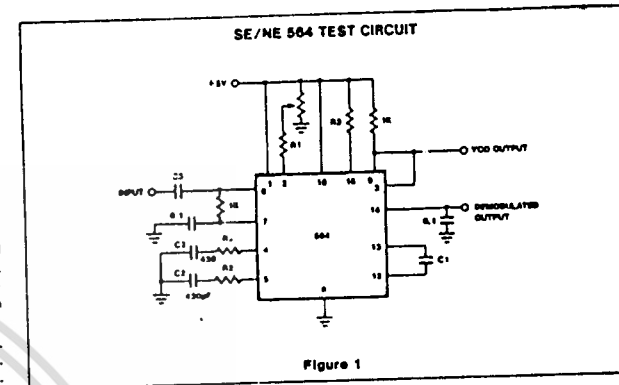 SE/NE 564 TEST CIRCUIT
+5V
R1
R3
1K
1 2 10 16 9
VCO OUTPUT
3
INPUT
6
1K
14
DEMODULATED OUTPUT
0.1
0.1
7
564
C3
430
4
13
C1
C2
R2
430pF
5
12
Figure 1